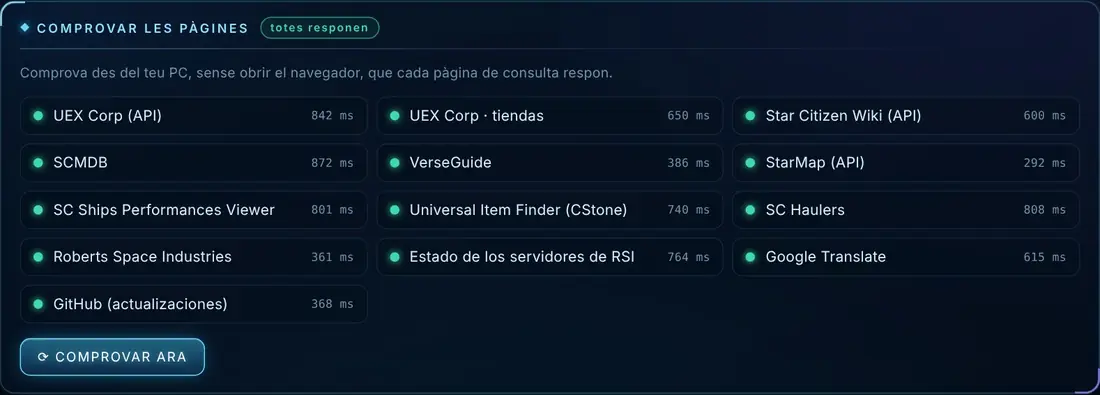 ◆ COMPROVAR LES PÀGINES totes responen
Comprova des del teu PC, sense obrir el navegador, que cada pàgina de consulta respon.
UEX Corp (API) 842 ms
UEX Corp · tiendas 650 ms
Star Citizen Wiki (API) 600 ms
SCMDB 872 ms
VerseGuide 386 ms
StarMap (API) 292 ms
SC Ships Performances Viewer 801 ms
Universal Item Finder (CStone) 740 ms
SC Haulers 808 ms
Roberts Space Industries 361 ms
Estado de los servidores de RSI 764 ms
Google Translate 615 ms
GitHub (actualizaciones) 368 ms
⟳ COMPROVAR ARA